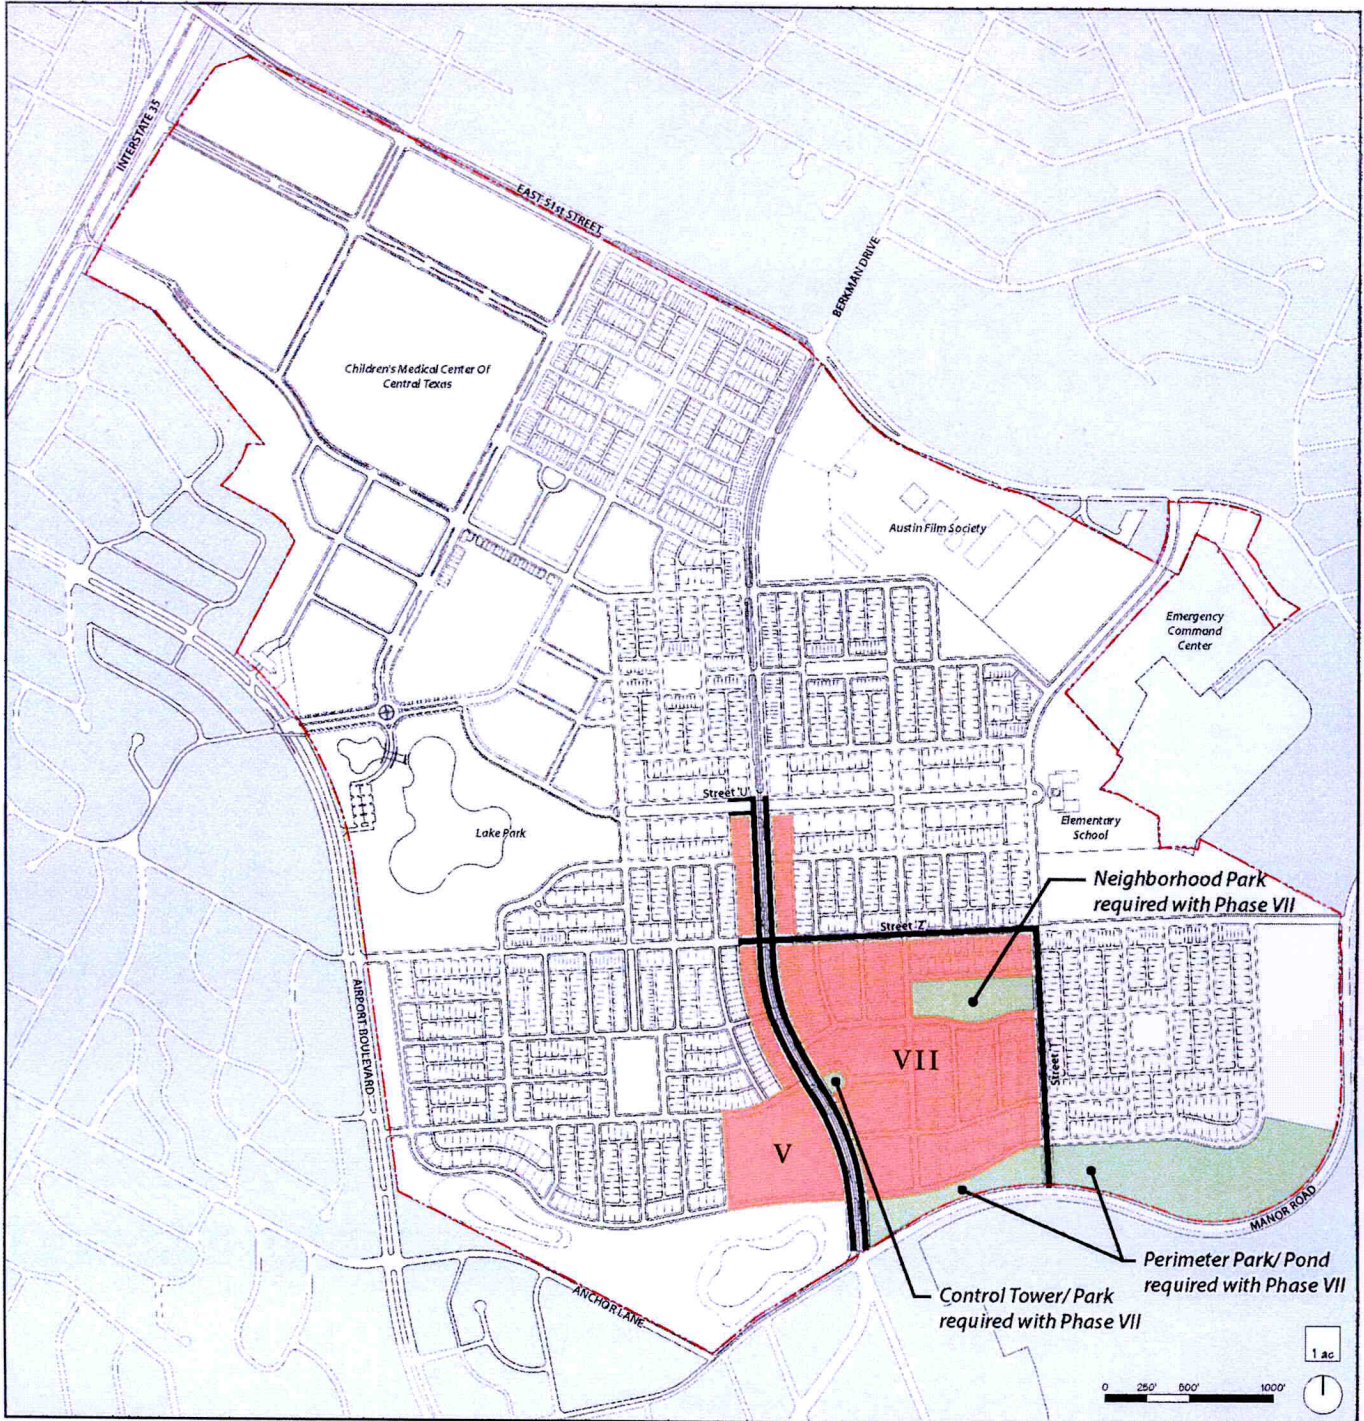 INTERSTATE 35
EAST 51st STREET
BERKMAN DRIVE
Children's Medical Center Of
Central Texas
Austin Film Society
Emergency
Command
Center
Street 'U'
Lake Park
Elementary
School
Neighborhood Park
required with Phase VII
Street 'Z'
AIRPORT BOULEVARD
VII
V
MANOR ROAD
Perimeter Park/ Pond
required with Phase VII
Control Tower/ Park
required with Phase VII
ANCHOR LANE
1 ac
0 250' 500' 1000'